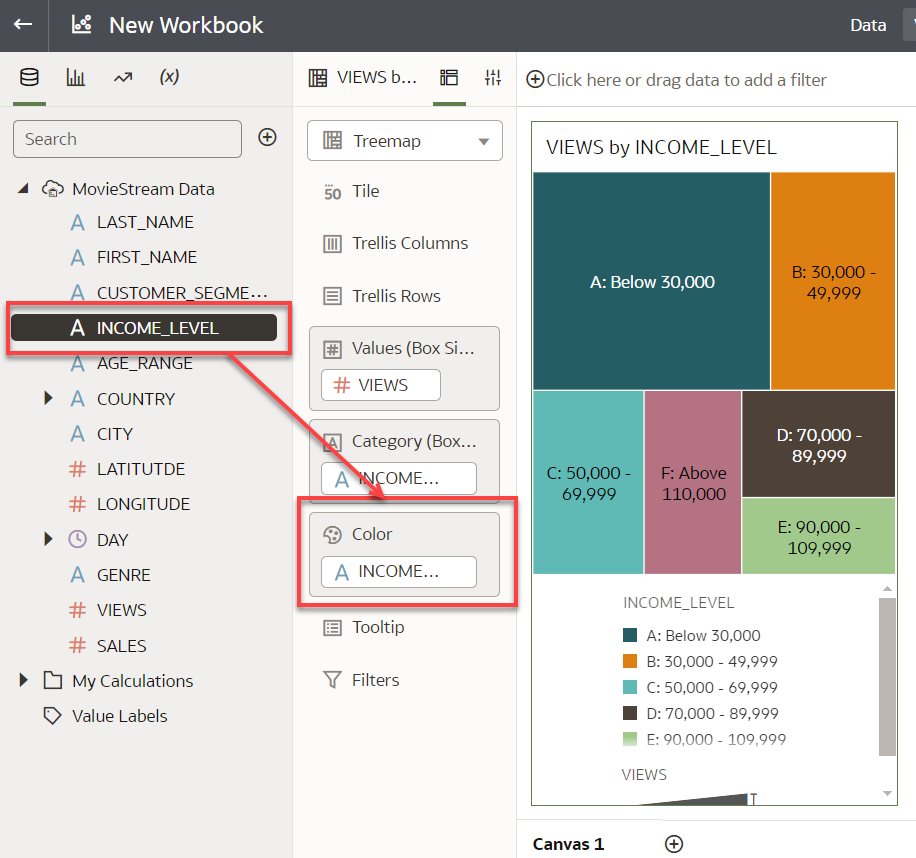 New Workbook
Data
(x)
VIEWS b...
Click here or drag data to add a filter
Search
MovieStream Data
A LAST_NAME
A FIRST_NAME
A CUSTOMER_SEGME...
A INCOME_LEVEL
A AGE_RANGE
A COUNTRY
A CITY
# LATITUTDE
# LONGITUDE
DAY
A GENRE
# VIEWS
# SALES
My Calculations
Value Labels
Treemap
50 Tile
Trellis Columns
Trellis Rows
# Values (Box Si...
# VIEWS
A Category (Box...
A INCOME...
Color
A INCOME...
Tooltip
Filters
VIEWS by INCOME_LEVEL
A: Below 30,000
B: 30,000 -
49,999
C: 50,000 -
69,999
F: Above
110,000
D: 70,000 -
89,999
E: 90,000 -
109,999
INCOME_LEVEL
A: Below 30,000
B: 30,000 - 49,999
C: 50,000 - 69,999
D: 70,000 - 89,999
E: 90,000 - 109,999
VIEWS
Canvas 1